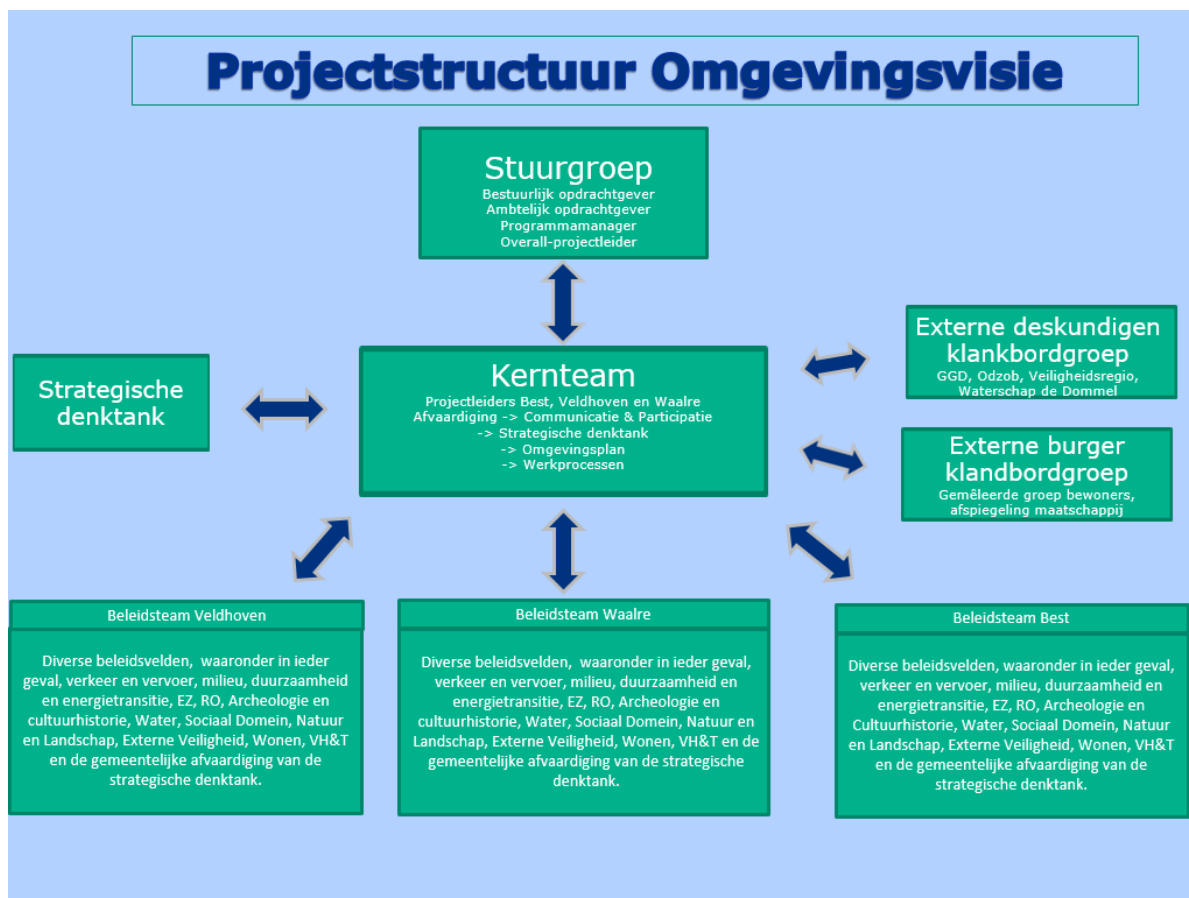 Projectstructuur Omgevingsvisie
Stuurgroep
Bestuurlijk opdrachtgever
Ambtelijk opdrachtgever
Programmamanager
Overall-projectleider
Strategische
denktank
Kernteam
Projectleiders Best, Veldhoven en Waalre
Afvaardiging -> Communicatie & Participatie
-> Strategische denktank
-> Omgevingsplan
-> Werkprocessen
Externe deskundigen
klankbordgroep
GGD, Odzob, Veiligheidsregio,
Waterschap de Dommel
Externe burger
klandbordgroep
Gemêleerde groep bewoners,
afspiegeling maatschappij
Beleidsteam Veldhoven
Diverse beleidsvelden, waaronder in ieder
geval, verkeer en vervoer, milieu, duurzaamheid
en energietransitie, EZ, RO, Archeologie en
cultuurhistorie, Water, Sociaal Domein, Natuur
en Landschap, Externe Veiligheid, Wonen, VH&T
en de gemeentelijke afvaardiging van de
strategische denktank.
Beleidsteam Waalre
Diverse beleidsvelden, waaronder in ieder geval,
verkeer en vervoer, milieu, duurzaamheid en
energietransitie, EZ, RO, Archeologie en
cultuurhistorie, Water, Sociaal Domein, Natuur en
Landschap, Externe Veiligheid, Wonen, VH&T en de
gemeentelijke afvaardiging van de strategische
denktank.
Beleidsteam Best
Diverse beleidsvelden, waaronder in ieder geval,
verkeer en vervoer, milieu, duurzaamheid en
energietransitie, EZ, RO, Archeologie en
Cultuurhistorie, Water, Sociaal Domein, Natuur
en Landschap, Externe Veiligheid, Wonen, VH&T
en de gemeentelijke afvaardiging van de
strategische denktank.